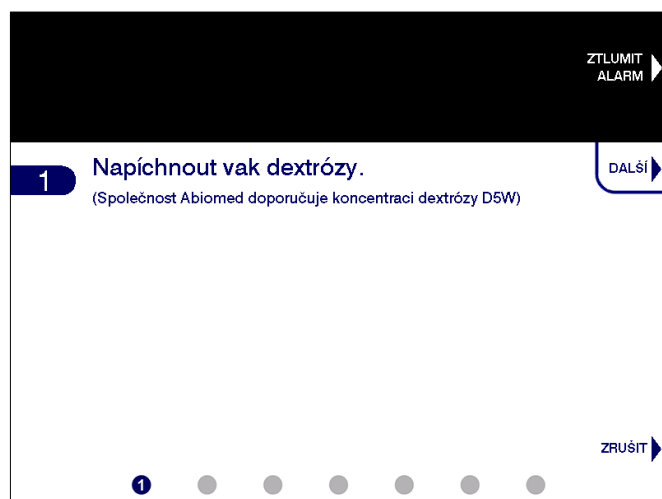 ZTLUMIT
ALARM
1 Napíchnout vak dextrózy.
DALŠÍ
(Společnost Abiomed doporučuje koncentraci dextrózy D5W)
ZRUŠIT
1